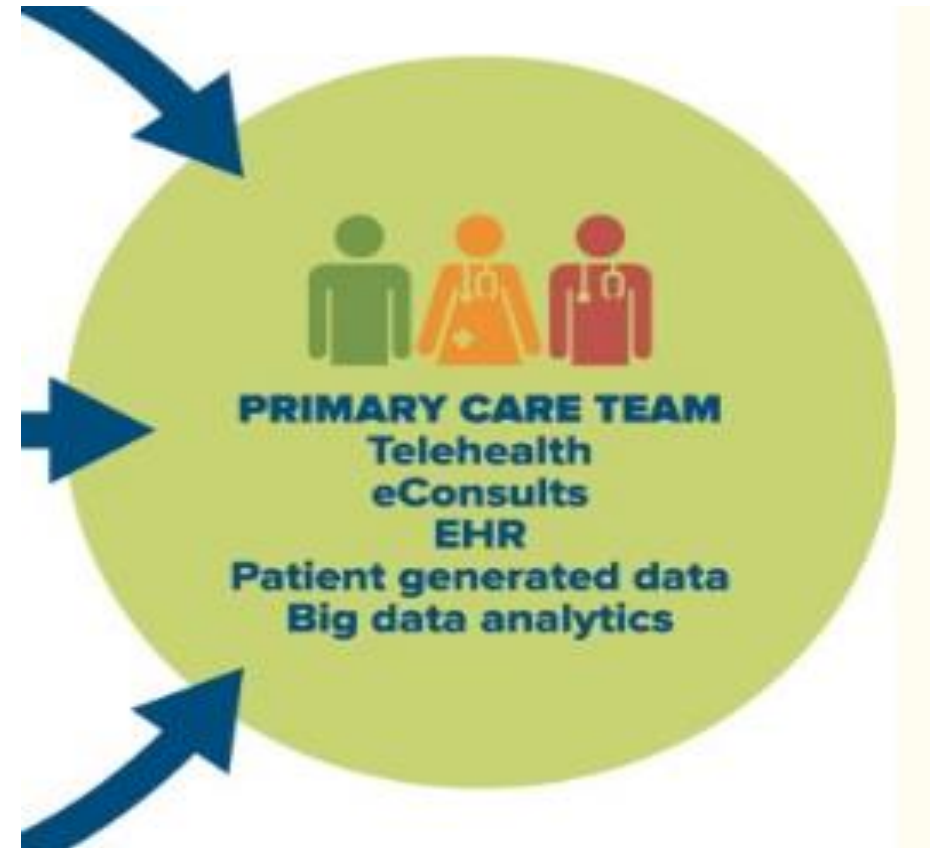 PRIMARY CARE TEAM
Telehealth
eConsults
EHR
Patient generated data
Big data analytics